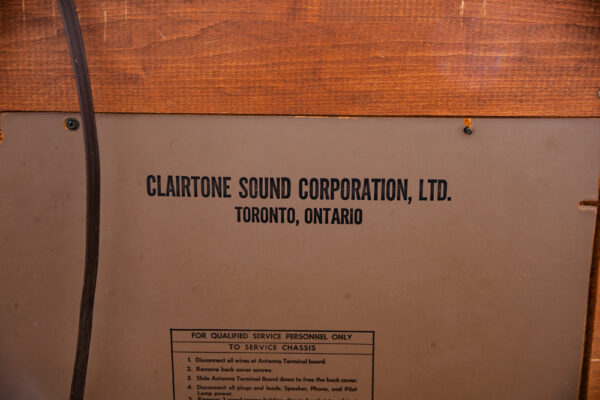 CLAIRTONE SOUND CORPORATION, LTD.
TORONTO, ONTARIO
FOR QUALIFIED SERVICE PERSONNEL ONLY
TO SERVICE CHASSIS
1. Disconnect all wires at Antenna Terminal board.
2. Remove back cover screws.
3. Slide Antenna Terminal Board down to free the back cover.
4. Disconnect all plugs and leads; Speaker, Phono, and Pilot
Lamp power.
5. Remove